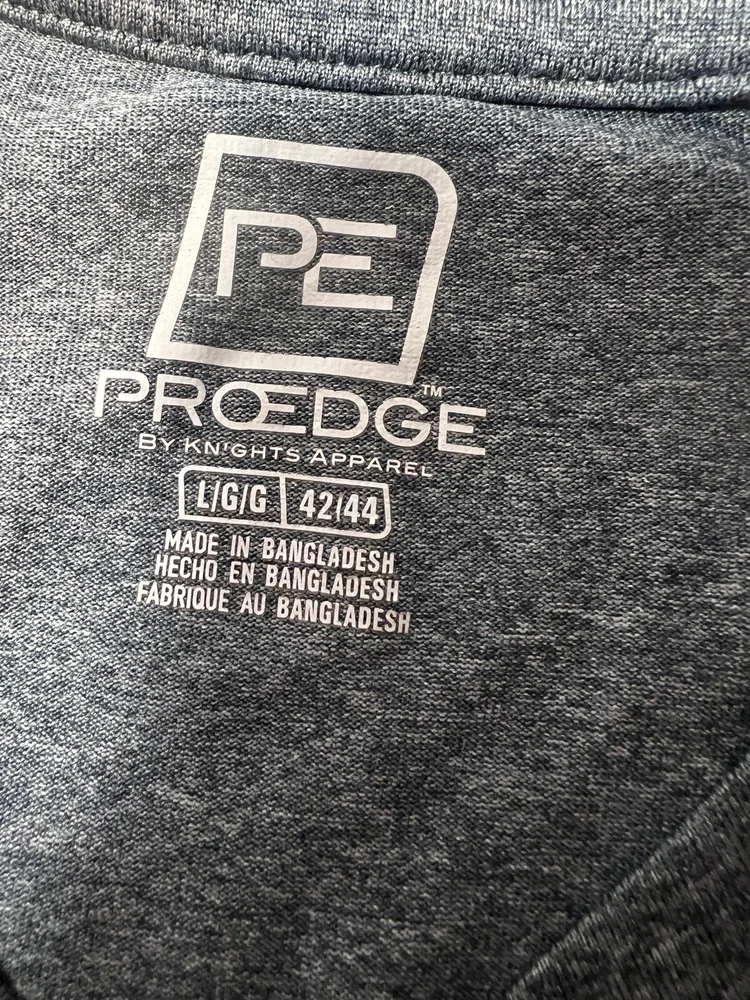 PE
PROEDGE™
BY KNIGHTS APPAREL
L/G/G 42/44
MADE IN BANGLADESH
HECHO EN BANGLADESH
FABRIQUE AU BANGLADESH